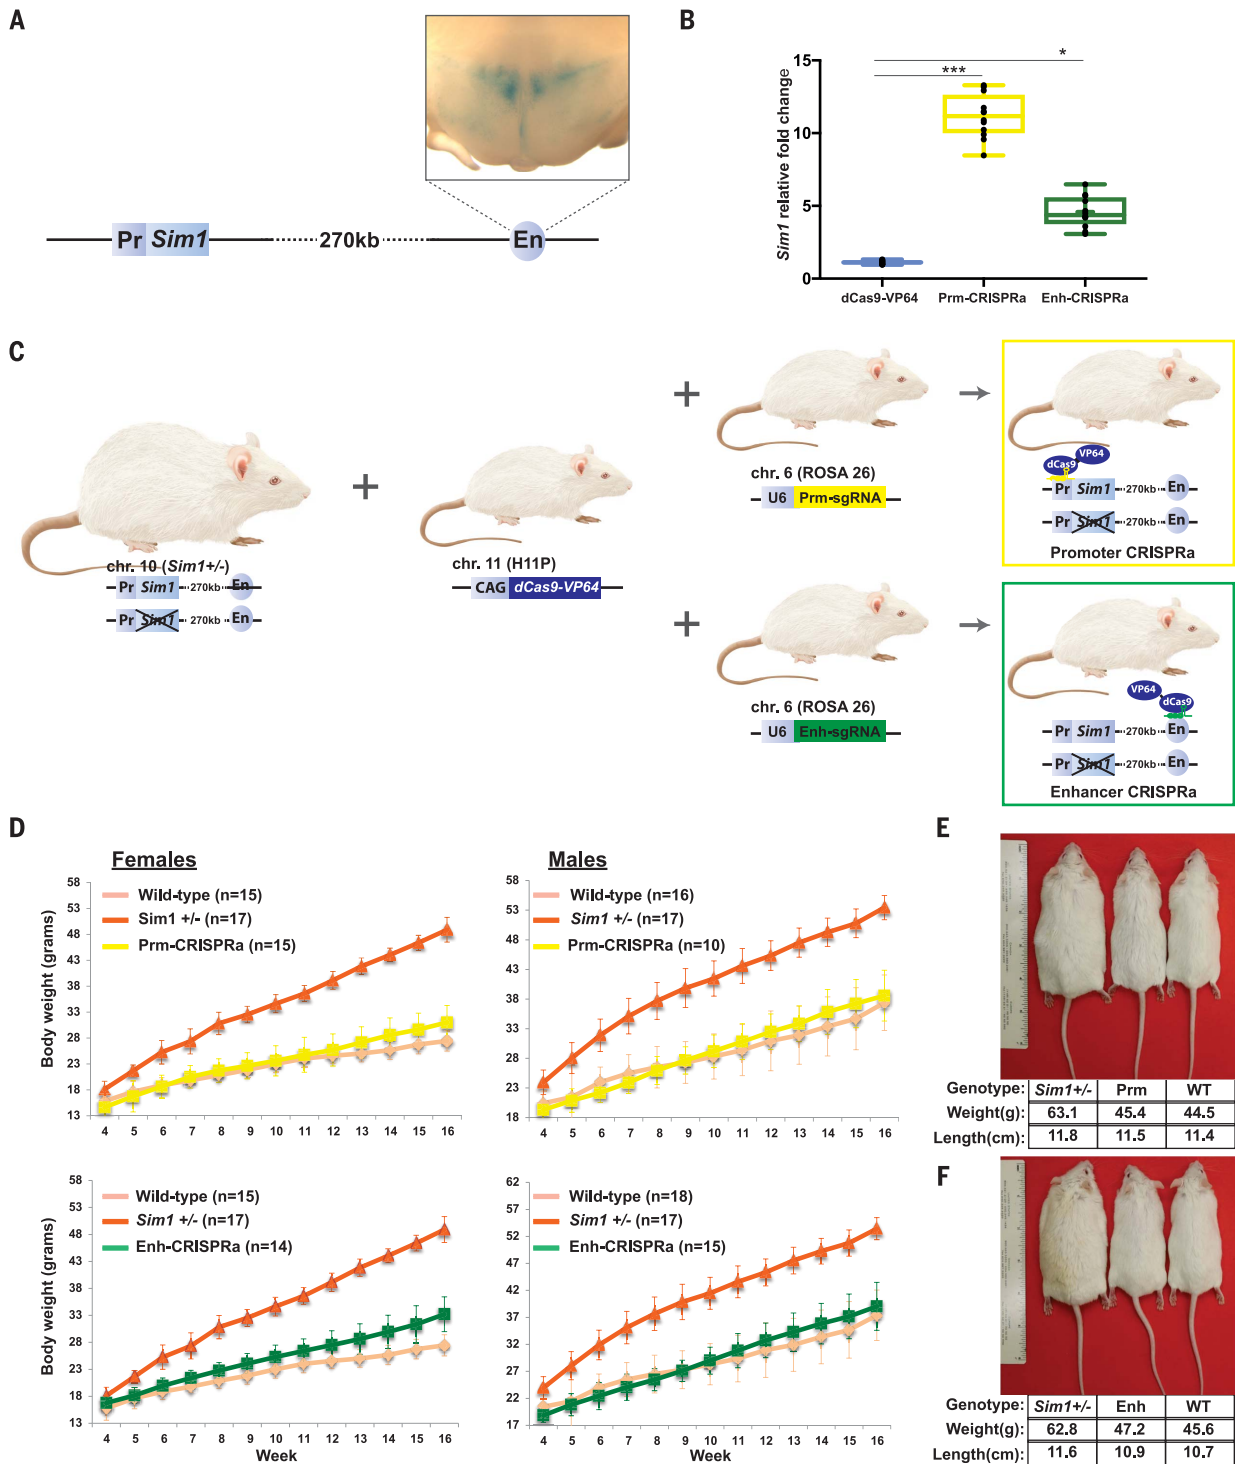 A
Pr Sim1 270kb En
B
Sim1 relative fold change
15
10
5
0
***
*
dCas9-VP64 Prm-CRISPRa Enh-CRISPRa
C
chr. 10 (Sim1+/-)
Pr Sim1 270kb En
Pr Sim1 270kb En
+
chr. 11 (H11P)
CAG dCas9-VP64
+
chr. 6 (ROSA 26)
U6 Prm-sgRNA
dCas9 VP64
Pr Sim1 270kb En
Pr Sim1 270kb En
Promoter CRISPRa
+
chr. 6 (ROSA 26)
U6 Enh-sgRNA
VP64 dCas9
Pr Sim1 270kb En
Pr Sim1 270kb En
Enhancer CRISPRa
D
Females
Body weight (grams)
58
53
48
43
38
33
28
23
18
13
Wild-type (n=15)
Sim1 +/- (n=17)
Prm-CRISPRa (n=15)
4 5 6 7 8 9 10 11 12 13 14 15 16
Males
58
53
48
43
38
33
28
23
18
Wild-type (n=16)
Sim1 +/- (n=17)
Prm-CRISPRa (n=10)
4 5 6 7 8 9 10 11 12 13 14 15 16
Body weight (grams)
58
53
48
43
38
33
28
23
18
13
Wild-type (n=15)
Sim1 +/- (n=17)
Enh-CRISPRa (n=14)
4 5 6 7 8 9 10 11 12 13 14 15 16
62
57
52
47
42
37
32
27
22
17
Wild-type (n=18)
Sim1 +/- (n=17)
Enh-CRISPRa (n=15)
4 5 6 7 8 9 10 11 12 13 14 15 16
Week
E
Genotype: Sim1+/- Prm WT
Weight(g): 63.1 45.4 44.5
Length(cm): 11.8 11.5 11.4
F
Genotype: Sim1+/- Enh WT
Weight(g): 62.8 47.2 45.6
Length(cm): 11.6 10.9 10.7